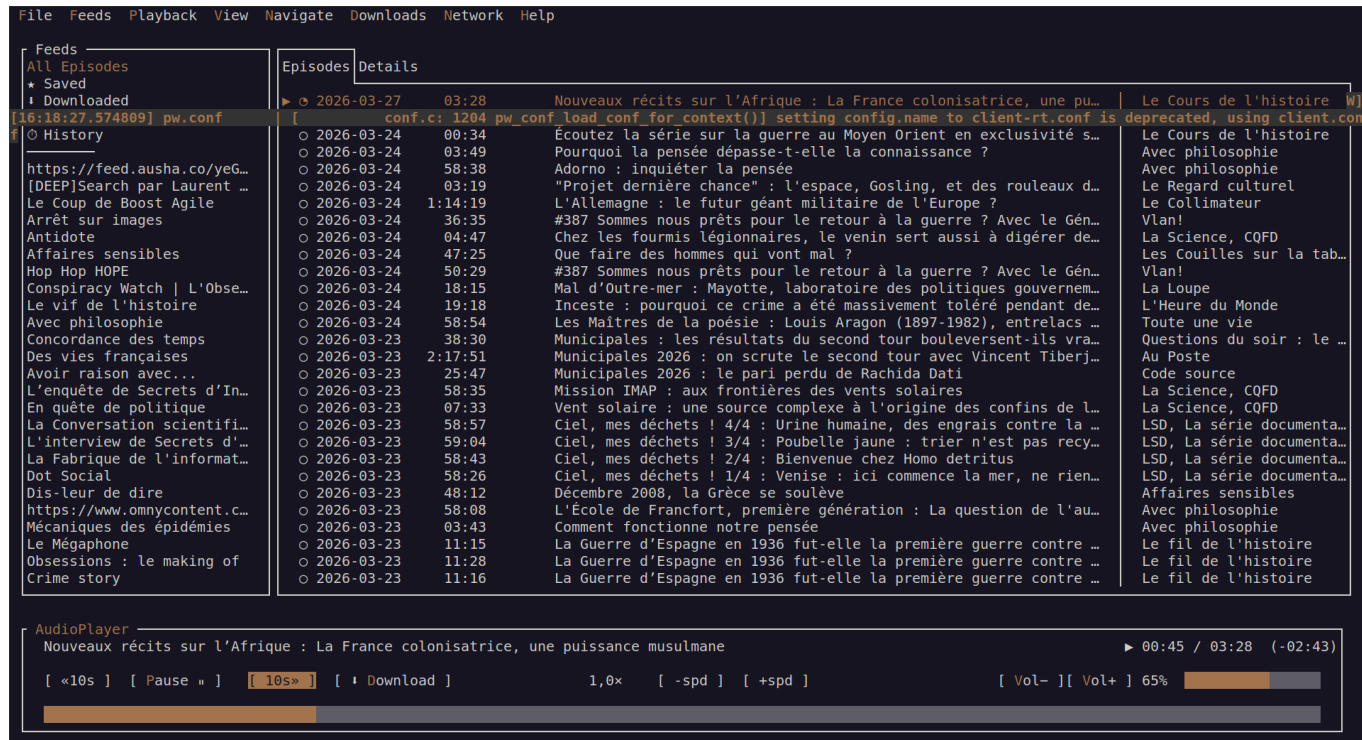 File Feeds Playback View Navigate Downloads Network Help
Feeds
All Episodes
★ Saved
⬇ Downloaded
Episodes Details
▶ ◔ 2026-03-27 03:28 Nouveaux récits sur l’Afrique : La France colonisatrice, une pu… Le Cours de l'histoire W]
[16:18:27.574809] pw.conf | [ conf.c: 1204 pw_conf_load_conf_for_context()] setting config.name to client-rt.conf is deprecated, using client.con
f ⏱ History
○ 2026-03-24 00:34 Écoutez la série sur la guerre au Moyen Orient en exclusivité s… Le Cours de l'histoire
○ 2026-03-24 03:49 Pourquoi la pensée dépasse-t-elle la connaissance ? Avec philosophie
https://feed.ausha.co/yeG… ○ 2026-03-24 58:38 Adorno : inquiéter la pensée Avec philosophie
[DEEP]Search par Laurent … ○ 2026-03-24 03:19 "Projet dernière chance" : l'espace, Gosling, et des rouleaux d… Le Regard culturel
Le Coup de Boost Agile ○ 2026-03-24 1:14:19 L'Allemagne : le futur géant militaire de l'Europe ? Le Collimateur
Arrêt sur images ○ 2026-03-24 36:35 #387 Sommes nous prêts pour le retour à la guerre ? Avec le Gén… Vlan!
Antidote ○ 2026-03-24 04:47 Chez les fourmis légionnaires, le venin sert aussi à digérer de… La Science, CQFD
Affaires sensibles ○ 2026-03-24 47:25 Que faire des hommes qui vont mal ? Les Couilles sur la tab…
Hop Hop HOPE ○ 2026-03-24 50:29 #387 Sommes nous prêts pour le retour à la guerre ? Avec le Gén… Vlan!
Conspiracy Watch | L'Obse… ○ 2026-03-24 18:15 Mal d’Outre-mer : Mayotte, laboratoire des politiques gouvernem… La Loupe
Le vif de l'histoire ○ 2026-03-24 19:18 Inceste : pourquoi ce crime a été massivement toléré pendant de… L'Heure du Monde
Avec philosophie ○ 2026-03-24 58:54 Les Maîtres de la poésie : Louis Aragon (1897-1982), entrelacs … Toute une vie
Concordance des temps ○ 2026-03-23 38:30 Municipales : les résultats du second tour bouleversent-ils vra… Questions du soir : le …
Des vies françaises ○ 2026-03-23 2:17:51 Municipales 2026 : on scrute le second tour avec Vincent Tiberj… Au Poste
Avoir raison avec... ○ 2026-03-23 25:47 Municipales 2026 : le pari perdu de Rachida Dati Code source
L’enquête de Secrets d’In… ○ 2026-03-23 58:35 Mission IMAP : aux frontières des vents solaires La Science, CQFD
En quête de politique ○ 2026-03-23 07:33 Vent solaire : une source complexe à l'origine des confins de l… La Science, CQFD
La Conversation scientifi… ○ 2026-03-23 58:57 Ciel, mes déchets ! 4/4 : Urine humaine, des engrais contre la … LSD, La série documenta…
L'interview de Secrets d'… ○ 2026-03-23 59:04 Ciel, mes déchets ! 3/4 : Poubelle jaune : trier n'est pas recy… LSD, La série documenta…
La Fabrique de l'informat… ○ 2026-03-23 58:43 Ciel, mes déchets ! 2/4 : Bienvenue chez Homo detritus LSD, La série documenta…
Dot Social ○ 2026-03-23 58:26 Ciel, mes déchets ! 1/4 : Venise : ici commence la mer, ne rien… LSD, La série documenta…
Dis-leur de dire ○ 2026-03-23 48:12 Décembre 2008, la Grèce se soulève Affaires sensibles
https://www.omnycontent.c… ○ 2026-03-23 58:08 L'École de Francfort, première génération : La question de l'au… Avec philosophie
Mécaniques des épidémies ○ 2026-03-23 03:43 Comment fonctionne notre pensée Avec philosophie
Le Mégaphone ○ 2026-03-23 11:15 La Guerre d’Espagne en 1936 fut-elle la première guerre contre … Le fil de l'histoire
Obsessions : le making of ○ 2026-03-23 11:28 La Guerre d’Espagne en 1936 fut-elle la première guerre contre … Le fil de l'histoire
Crime story ○ 2026-03-23 11:16 La Guerre d’Espagne en 1936 fut-elle la première guerre contre … Le fil de l'histoire
AudioPlayer
Nouveaux récits sur l’Afrique : La France colonisatrice, une puissance musulmane ▶ 00:45 / 03:28 (-02:43)
[ «10s ] [ Pause ⏸ ] [ 10s» ] [ ⬇ Download ] 1,0× [ -spd ] [ +spd ] [ Vol− ][ Vol+ ] 65%